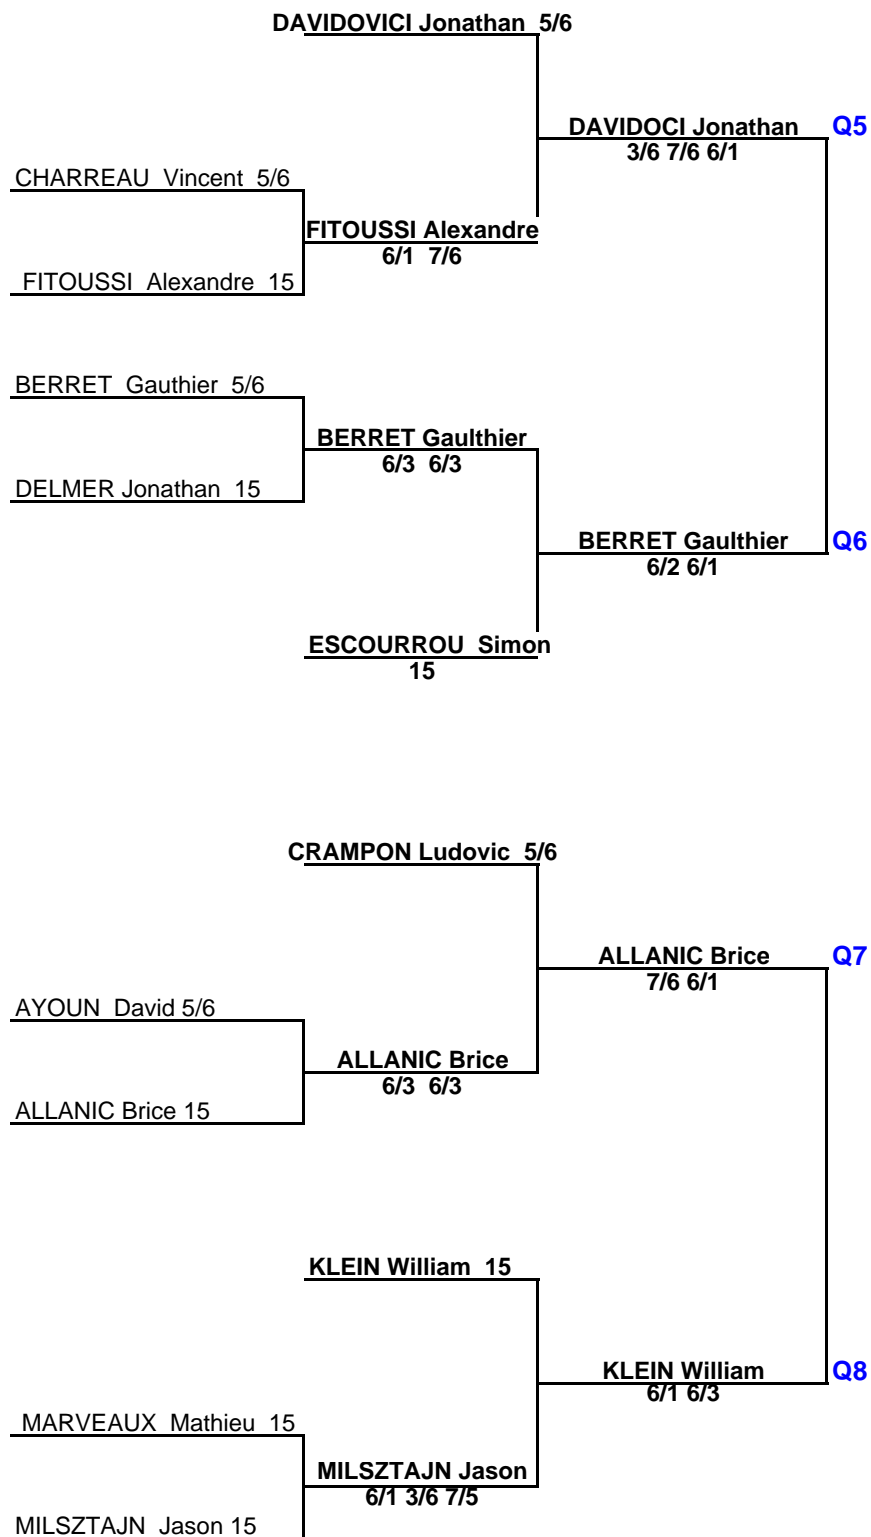 DAVIDOVICI Jonathan 5/6
DAVIDOCI Jonathan Q5
3/6 7/6 6/1
CHARREAU Vincent 5/6
FITOUSSI Alexandre
6/1 7/6
FITOUSSI Alexandre 15
BERRET Gauthier 5/6
BERRET Gaulthier
6/3 6/3
DELMER Jonathan 15
BERRET Gaulthier Q6
6/2 6/1
ESCOURROU Simon
15
CRAMPON Ludovic 5/6
ALLANIC Brice Q7
7/6 6/1
AYOUN David 5/6
ALLANIC Brice
6/3 6/3
ALLANIC Brice 15
KLEIN William 15
KLEIN William Q8
6/1 6/3
MARVEAUX Mathieu 15
MILSZTAJN Jason
6/1 3/6 7/5
MILSZTAJN Jason 15